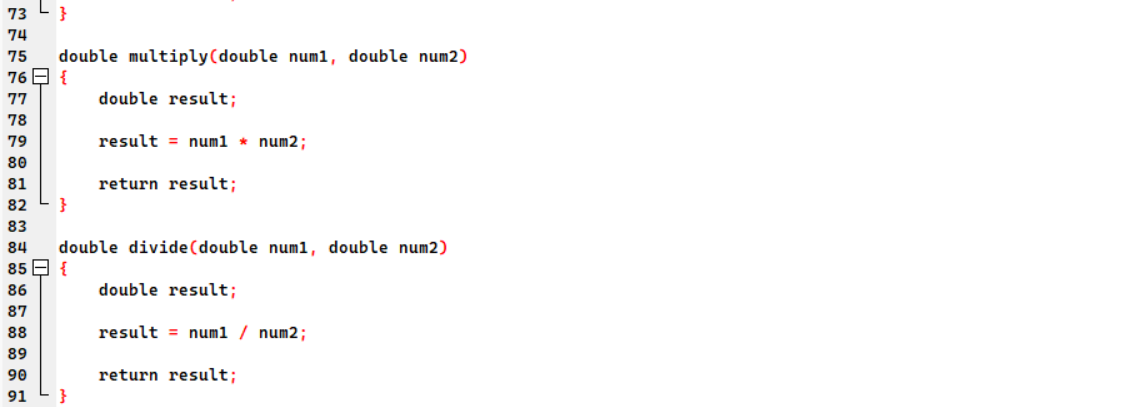 73 }
74
75 double multiply(double num1, double num2)
76 {
77     double result;
78
79     result = num1 * num2;
80
81     return result;
82 }
83
84 double divide(double num1, double num2)
85 {
86     double result;
87
88     result = num1 / num2;
89
90     return result;
91 }